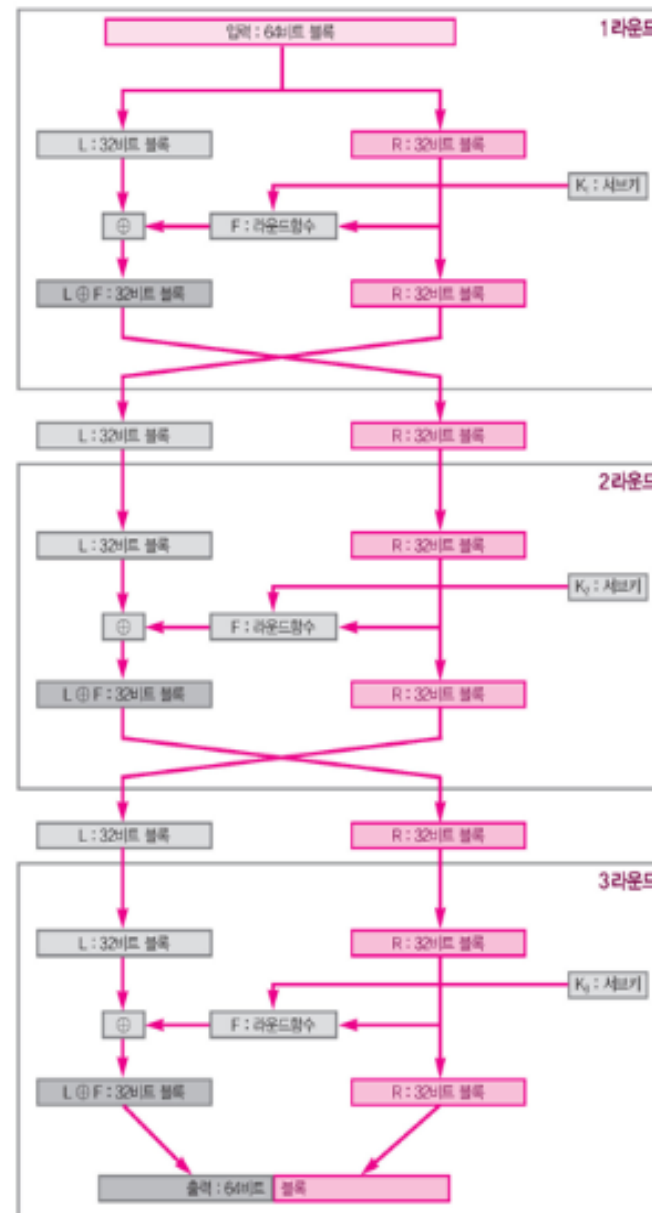 1라운드
입력 : 64비트 블록
L : 32비트 블록
R : 32비트 블록
K₁ : 서브키
⊕
F : 라운드함수
L ⊕ F : 32비트 블록
R : 32비트 블록
L : 32비트 블록
R : 32비트 블록
2라운드
L : 32비트 블록
R : 32비트 블록
K₂ : 서브키
⊕
F : 라운드함수
L ⊕ F : 32비트 블록
R : 32비트 블록
L : 32비트 블록
R : 32비트 블록
3라운드
L : 32비트 블록
R : 32비트 블록
K₃ : 서브키
⊕
F : 라운드함수
L ⊕ F : 32비트 블록
R : 32비트 블록
출력 : 64비트 블록